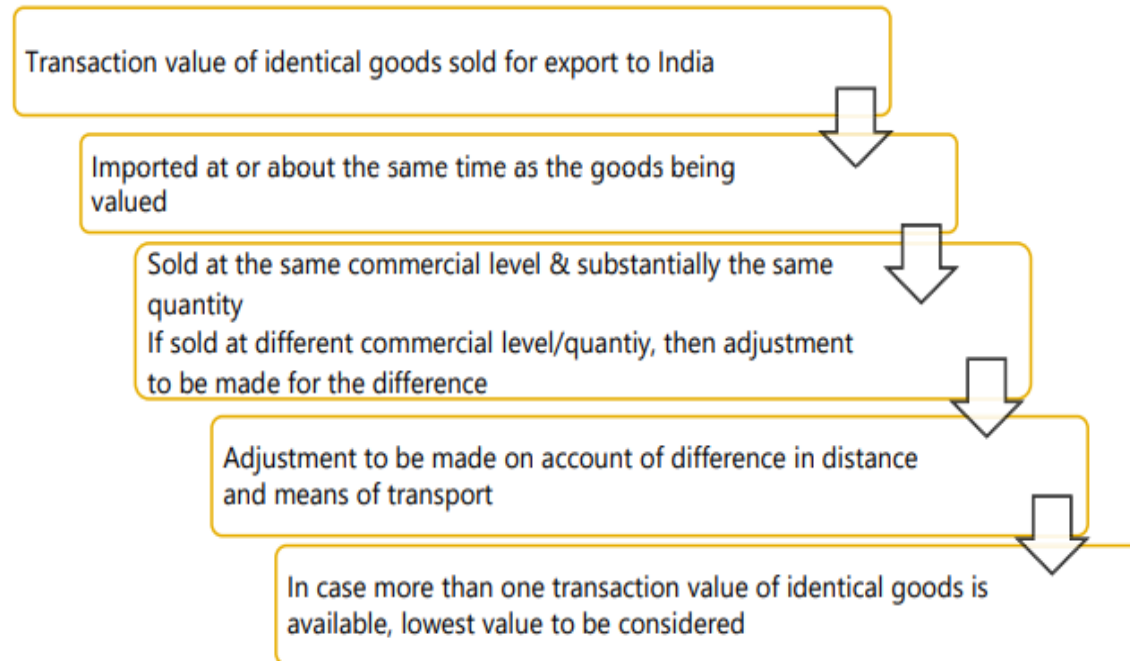 Transaction value of identical goods sold for export to India
Imported at or about the same time as the goods being
valued
Sold at the same commercial level & substantially the same
quantity
If sold at different commercial level/quantiy, then adjustment
to be made for the difference
Adjustment to be made on account of difference in distance
and means of transport
In case more than one transaction value of identical goods is
available, lowest value to be considered